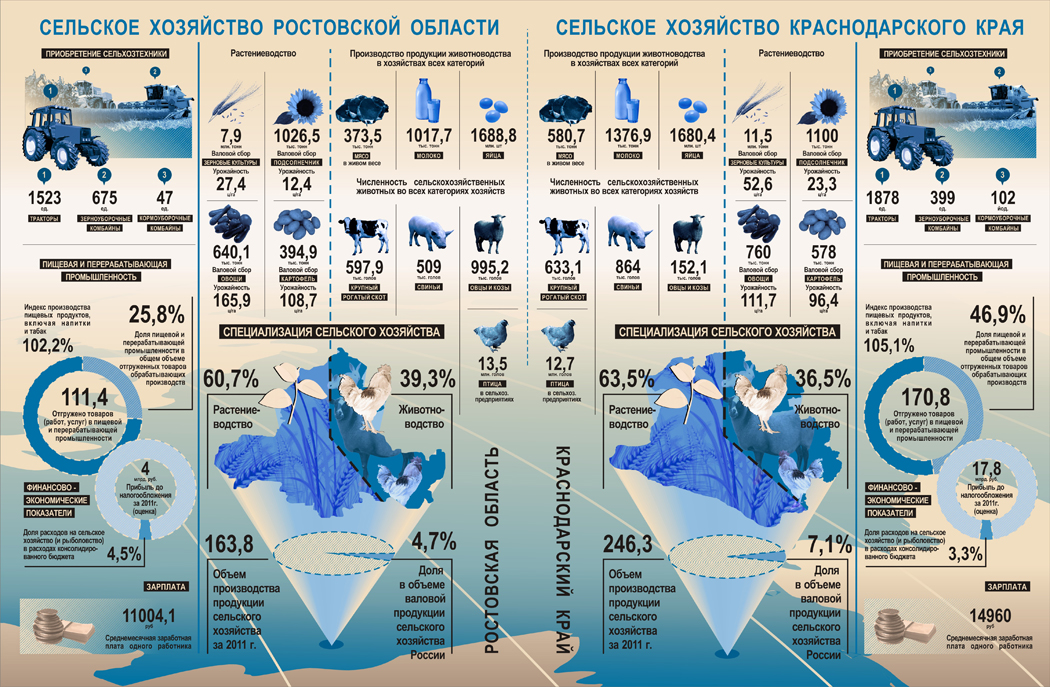 СЕЛЬСКОЕ ХОЗЯЙСТВО РОСТОВСКОЙ ОБЛАСТИ
ПРИОБРЕТЕНИЕ СЕЛЬХОЗТЕХНИКИ
1
3
2
1
1523
ед.
ТРАКТОРЫ
2
675
ед.
ЗЕРНОУБОРОЧНЫЕ
КОМБАЙНЫ
3
47
ед.
КОРМОУБОРОЧНЫЕ
КОМБАЙНЫ
Растениеводство
7,9
млн. тонн
Валовой сбор
ЗЕРНОВЫЕ КУЛЬТУРЫ
Урожайность
27,4
ц/га
1026,5
тыс. тонн
Валовой сбор
ПОДСОЛНЕЧНИК
Урожайность
12,4
ц/га
640,1
тыс. тонн
Валовой сбор
ОВОЩИ
Урожайность
165,9
ц/га
394,9
тыс. тонн
Валовой сбор
КАРТОФЕЛЬ
Урожайность
108,7
ц/га
Производство продукции животноводства
в хозяйствах всех категорий
373,5
тыс. тонн
МЯСО
в живом весе
1017,7
тыс. тонн
МОЛОКО
1688,8
млн. шт
ЯЙЦА
Численность сельскохозяйственных
животных во всех категориях хозяйств
597,9
тыс. голов
КРУПНЫЙ
РОГАТЫЙ СКОТ
509
тыс. голов
СВИНЬИ
995,2
тыс. голов
ОВЦЫ И КОЗЫ
13,5
млн. голов
ПТИЦА
в сельхоз.
предприятиях
ПИЩЕВАЯ И ПЕРЕРАБАТЫВАЮЩАЯ
ПРОМЫШЛЕННОСТЬ
Индекс производства
пищевых продуктов,
включая напитки
и табак
102,2%
25,8%
Доля пищевой и
перерабатывающей
промышленности в
общем объеме
отгруженных товаров
обрабатывающих
производств
111,4
Отгружено товаров
(работ, услуг) в пищевой
и перерабатывающей
промышленности
4
млрд. руб.
Прибыль до
налогообложения
за 2011г.
(оценка)
ФИНАНСОВО -
ЭКОНОМИЧЕСКИЕ
ПОКАЗАТЕЛИ
Доля расходов на сельское
хозяйство (и рыболовство)
в расходах консолидиро-
ванного бюджета
4,5%
ЗАРПЛАТА
11004,1
руб
Среднемесячная заработная
плата одного работника
СПЕЦИАЛИЗАЦИЯ СЕЛЬСКОГО ХОЗЯЙСТВА
60,7%
Растение-
водство
39,3%
Животно-
водство
163,8
Объем
производства
продукции
сельского
хозяйства
за 2011 г.
4,7%
Доля
в объеме
валовой
продукции
сельского
хозяйства
России
РОСТОВСКАЯ ОБЛАСТЬ
СЕЛЬСКОЕ ХОЗЯЙСТВО КРАСНОДАРСКОГО КРАЯ
Производство продукции животноводства
в хозяйствах всех категорий
580,7
тыс. тонн
МЯСО
в живом весе
1376,9
тыс. тонн
МОЛОКО
1680,4
млн. шт
ЯЙЦА
Численность сельскохозяйственных
животных во всех категориях хозяйств
633,1
тыс. голов
КРУПНЫЙ
РОГАТЫЙ СКОТ
864
тыс. голов
СВИНЬИ
152,1
тыс. голов
ОВЦЫ И КОЗЫ
12,7
млн. голов
ПТИЦА
в сельхоз.
предприятиях
Растениеводство
11,5
млн. тонн
Валовой сбор
ЗЕРНОВЫЕ КУЛЬТУРЫ
Урожайность
52,6
ц/га
1100
тыс. тонн
Валовой сбор
ПОДСОЛНЕЧНИК
Урожайность
23,3
ц/га
760
тыс. тонн
Валовой сбор
ОВОЩИ
Урожайность
111,7
ц/га
578
тыс. тонн
Валовой сбор
КАРТОФЕЛЬ
Урожайность
96,4
ц/га
ПРИОБРЕТЕНИЕ СЕЛЬХОЗТЕХНИКИ
1
3
2
1
1878
ед.
ТРАКТОРЫ
2
399
ед.
ЗЕРНОУБОРОЧНЫЕ
КОМБАЙНЫ
3
102
КОРМОУБОРОЧНЫЕ
КОМБАЙНЫ
СПЕЦИАЛИЗАЦИЯ СЕЛЬСКОГО ХОЗЯЙСТВА
63,5%
Растение-
водство
36,5%
Животно-
водство
246,3
Объем
производства
продукции
сельского
хозяйства
за 2011 г.
7,1%
Доля
в объеме
валовой
продукции
сельского
хозяйства
России
КРАСНОДАРСКИЙ КРАЙ
ПИЩЕВАЯ И ПЕРЕРАБАТЫВАЮЩАЯ
ПРОМЫШЛЕННОСТЬ
Индекс производства
пищевых продуктов,
включая напитки
и табак
105,1%
46,9%
Доля пищевой и
перерабатывающей
промышленности в
общем объеме
отгруженных товаров
обрабатывающих
производств
170,8
Отгружено товаров
(работ, услуг) в пищевой
и перерабатывающей
промышленности
17,8
млрд. руб.
Прибыль до
налогообложения
за 2011г.
(оценка)
ФИНАНСОВО -
ЭКОНОМИЧЕСКИЕ
ПОКАЗАТЕЛИ
Доля расходов на сельское
хозяйство (и рыболовство)
в расходах консолидиро-
ванного бюджета
3,3%
ЗАРПЛАТА
14960
руб
Среднемесячная заработная
плата одного работника